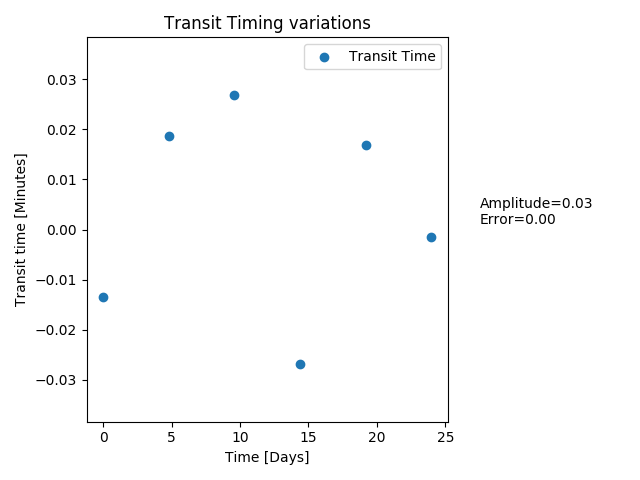 Transit Timing variations
Transit Time
0.03
0.02
0.01
0.00
−0.01
−0.02
−0.03
Transit time [Minutes]
0 5 10 15 20 25
Time [Days]
Amplitude=0.03
Error=0.00